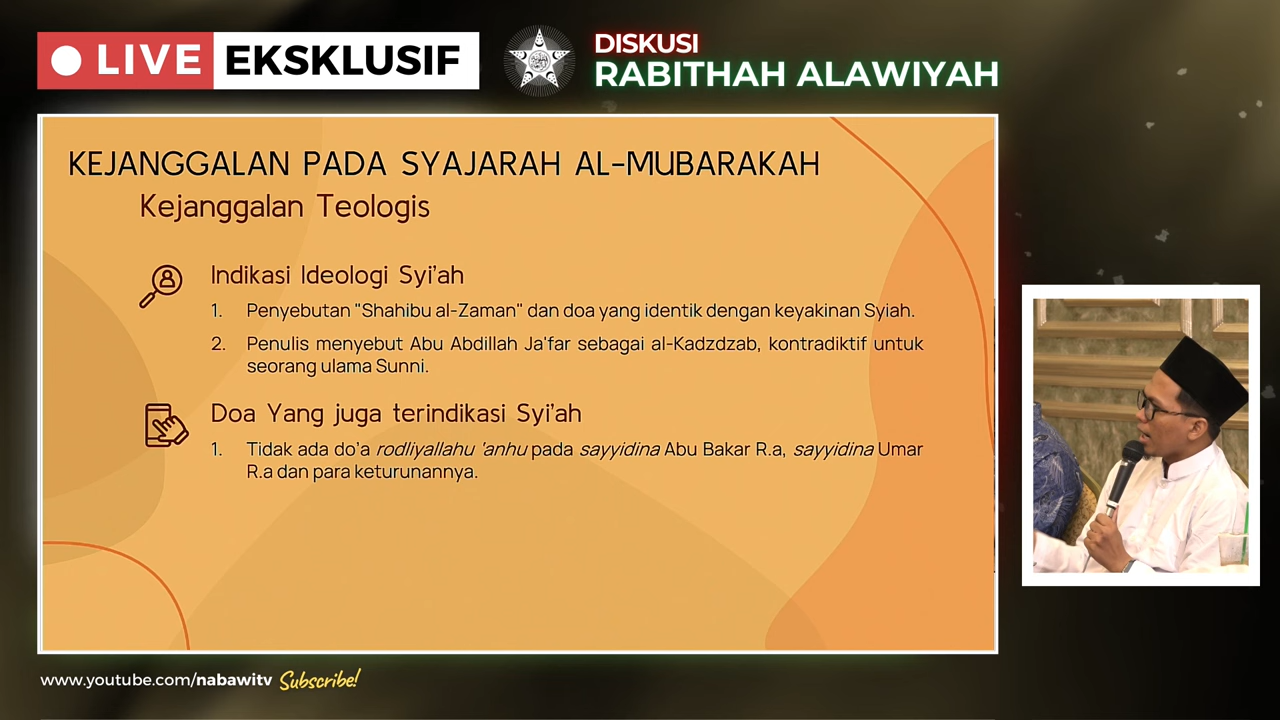 LIVE EKSKLUSIF
DISKUSI
RABITHAH ALAWIYAH
KEJANGGALAN PADA SYAJARAH AL-MUBARAKAH
Kejanggalan Teologis
Indikasi Ideologi Syi'ah
1. Penyebutan "Shahibu al-Zaman" dan doa yang identik dengan keyakinan Syiah.
2. Penulis menyebut Abu Abdillah Ja'far sebagai al-Kadzdzab, kontradiktif untuk
seorang ulama Sunni.
Doa Yang juga terindikasi Syi'ah
1. Tidak ada do'a rodliyallahu 'anhu pada sayyidina Abu Bakar R.a, sayyidina Umar
R.a dan para keturunannya.
www.youtube.com/nabawitv Subscribe!